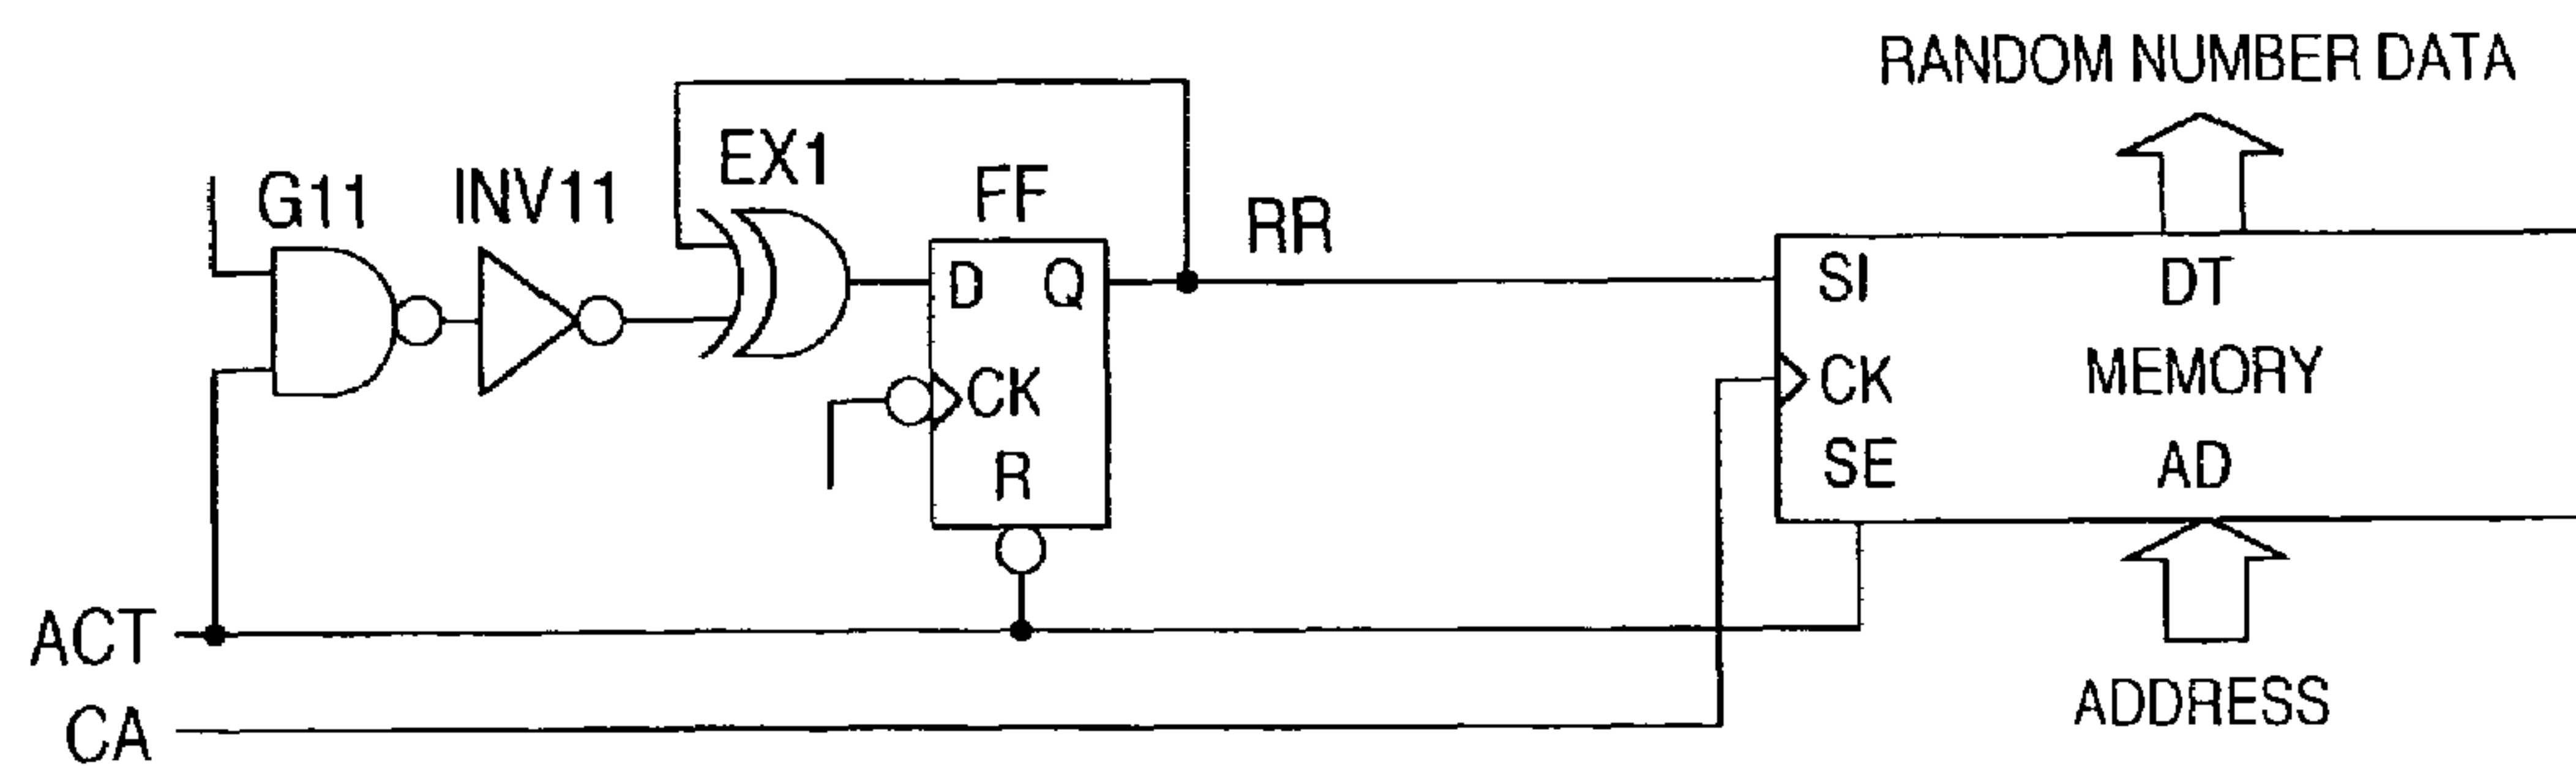 RANDOM NUMBER DATA
G11
INV11
EX1
FF
RR
D
Q
CK
R
SI
DT
CK
MEMORY
SE
AD
ACT
CA
ADDRESS